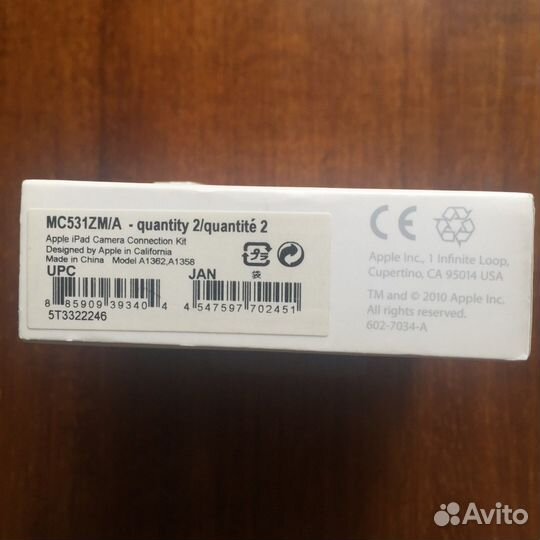 MC531ZM/A - quantity 2/quantité 2
Apple iPad Camera Connection Kit
Designed by Apple in California
Made in China Model A1362,A1358
UPC
JAN
袋
8 85909 39340 4
4 547597 702451
5T3322246
CE
Apple Inc., 1 Infinite Loop,
Cupertino, CA 95014 USA
TM and © 2010 Apple Inc.
All rights reserved.
602-7034-A
Avito